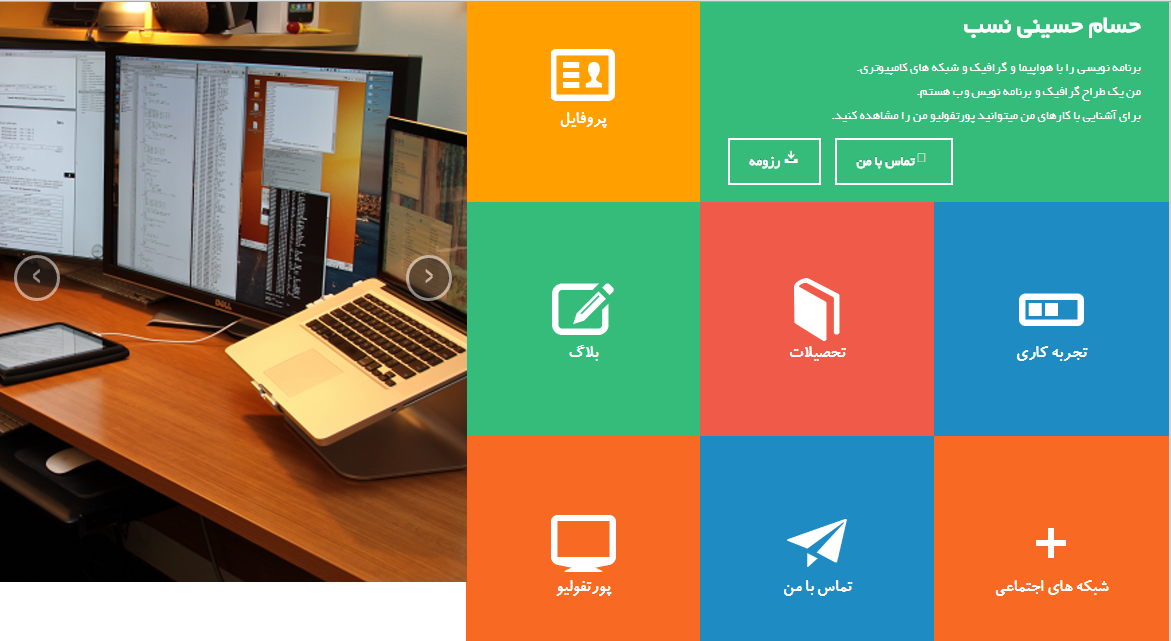 حسام حسینی نسب
برنامه نویسی را با هواپیما و گرافیک و شبکه های کامپیوتری.
من یک طراح گرافیک و برنامه نویس وب هستم.
برای آشنایی با کارهای من میتوانید پورتفولیو من را مشاهده کنید.
تماس با من
رزومه
پروفایل
تجربه کاری
تحصیلات
بلاگ
شبکه های اجتماعی
تماس با من
پورتفولیو
DELL